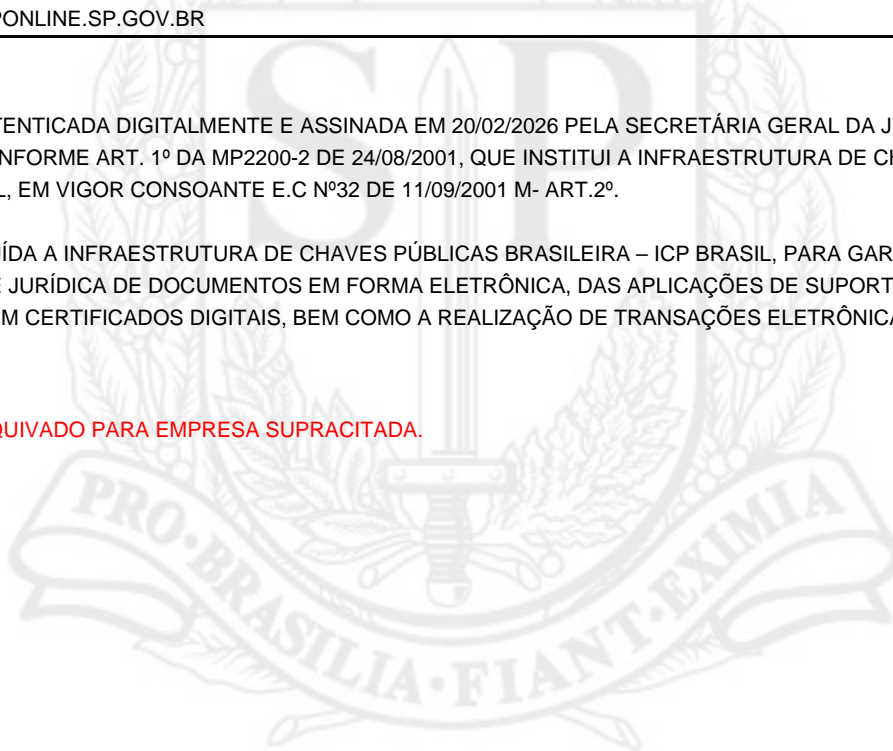 PONLINE.SP.GOV.BR
TENTICADA DIGITALMENTE E ASSINADA EM 20/02/2026 PELA SECRETÁRIA GERAL DA J
NFORME ART. 1º DA MP2200-2 DE 24/08/2001, QUE INSTITUI A INFRAESTRUTURA DE CH
L, EM VIGOR CONSOANTE E.C Nº32 DE 11/09/2001 M- ART.2º.
UÍDA A INFRAESTRUTURA DE CHAVES PÚBLICAS BRASILEIRA – ICP BRASIL, PARA GAR
E JURÍDICA DE DOCUMENTOS EM FORMA ELETRÔNICA, DAS APLICAÇÕES DE SUPORT
EM CERTIFICADOS DIGITAIS, BEM COMO A REALIZAÇÃO DE TRANSAÇÕES ELETRÔNICA
QUIVADO PARA EMPRESA SUPRACITADA.
SP
PRO·BRASILIA·FIANT·EXIMIA